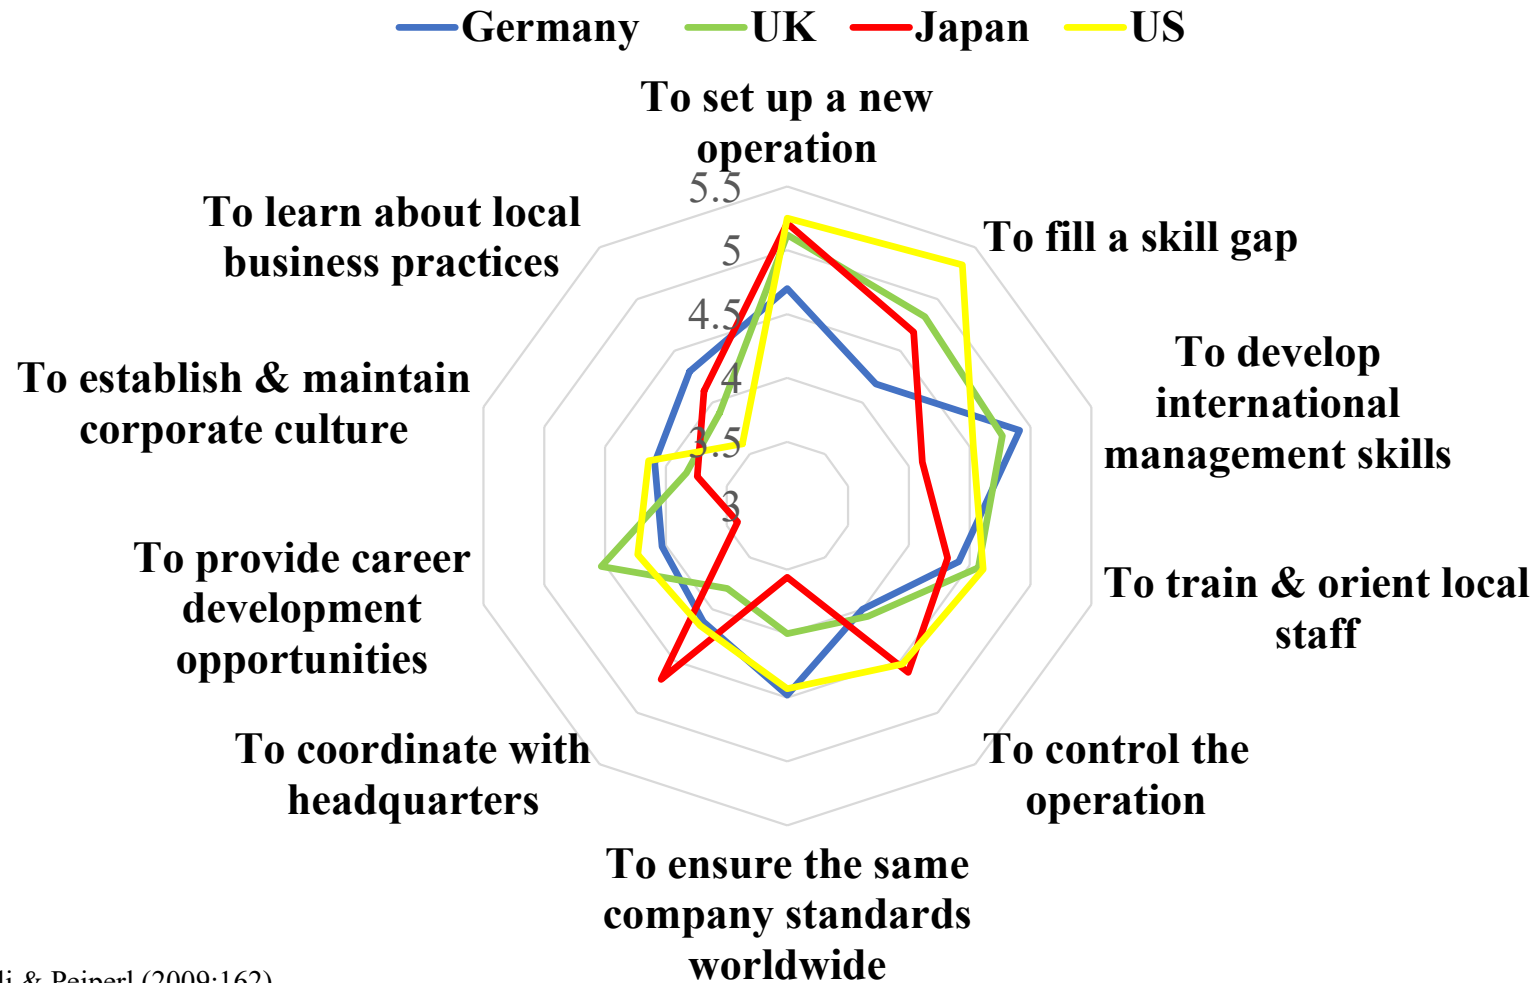 Germany UK Japan US
To set up a new
operation
To fill a skill gap
To develop
international
management skills
To train & orient local
staff
To control the
operation
To ensure the same
company standards
worldwide
To coordinate with
headquarters
To provide career
development
opportunities
To establish & maintain
corporate culture
To learn about local
business practices
5.5
5
4.5
4
3.5
3
& Peiperl (2009:162)